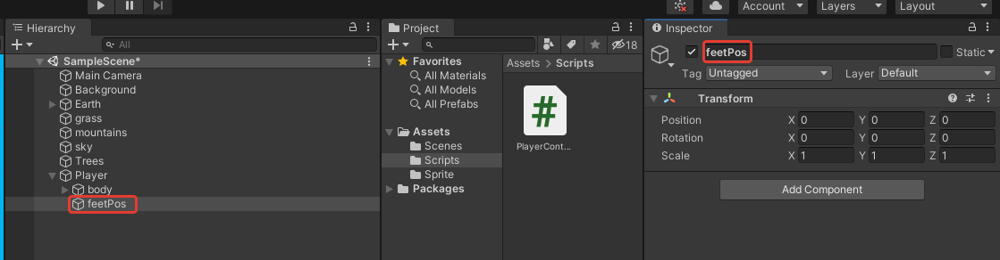 Account Layers Layout
Hierarchy
All
SampleScene*
Main Camera
Background
Earth
grass
mountains
sky
Trees
Player
body
feetPos
Project
18
Favorites
All Materials
All Models
All Prefabs
Assets
Scenes
Scripts
Sprite
Packages
Assets > Scripts
#
PlayerCont...
Inspector
feetPos Static
Tag Untagged Layer Default
Transform
Position X 0 Y 0 Z 0
Rotation X 0 Y 0 Z 0
Scale X 1 Y 1 Z 1
Add Component